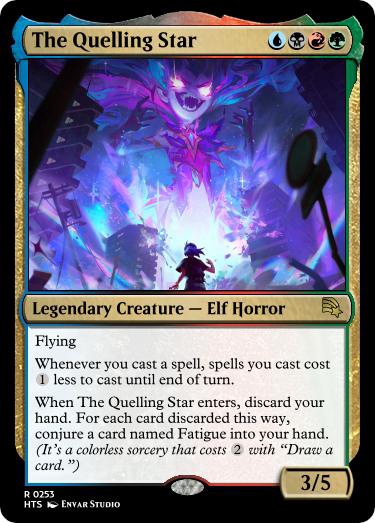 The Quelling Star
Legendary Creature — Elf Horror
Flying
Whenever you cast a spell, spells you cast cost
1 less to cast until end of turn.
When The Quelling Star enters, discard your
hand. For each card discarded this way,
conjure a card named Fatigue into your hand.
(It's a colorless sorcery that costs 2 with “Draw a
card.”)
3/5
R 0253
HTS Envar Studio